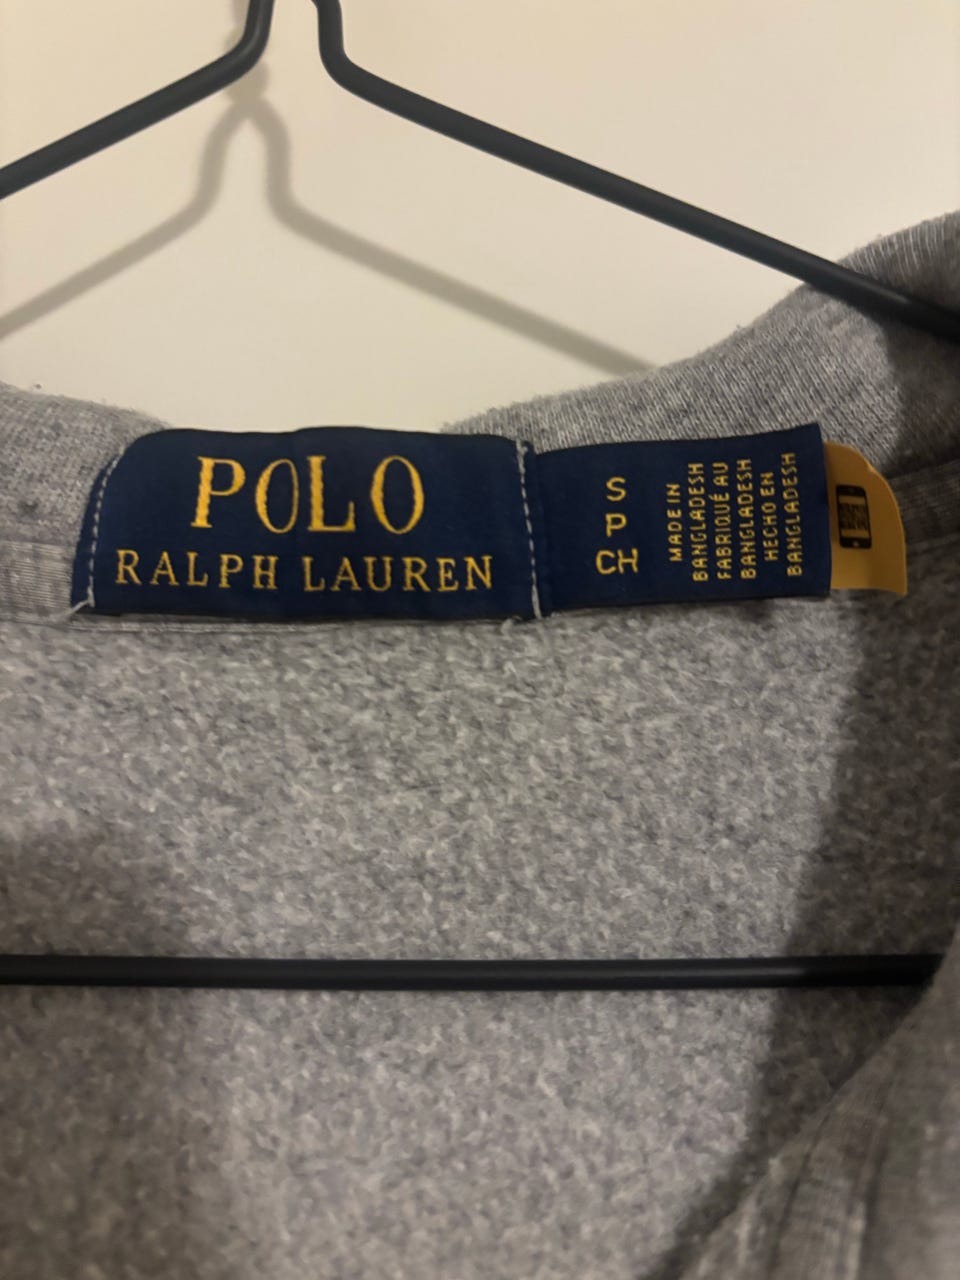 POLO
RALPH LAUREN
S
P
CH
MADE IN
BANGLADESH
FABRIQUÉ AU
BANGLADESH
HECHO EN
BANGLADESH